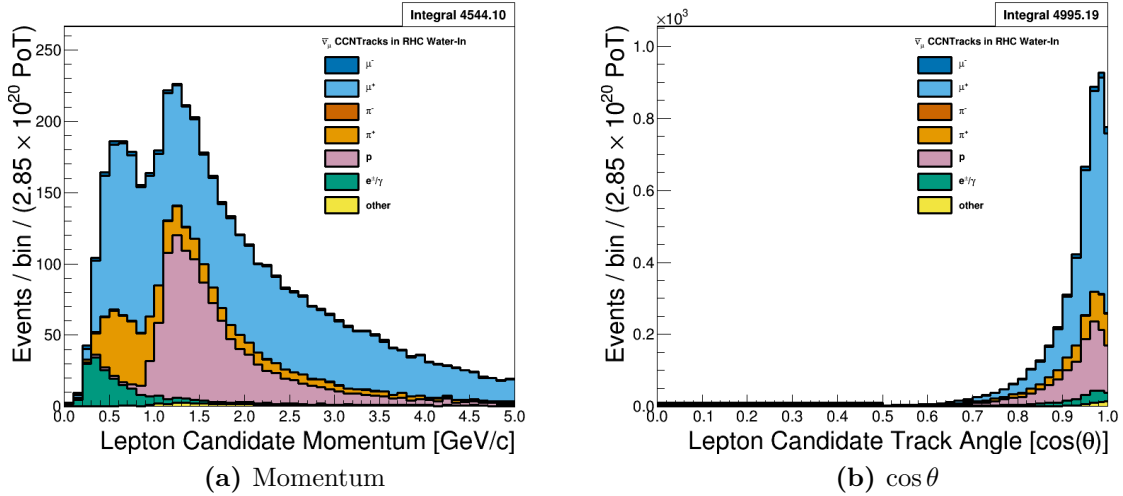 Integral 4544.10
ν̅μ CCNTracks in RHC Water-In
μ-
μ+
π-
π+
p
e±/γ
other
Events / bin / (2.85 × 10²⁰ PoT)
250
200
150
100
50
0
0.0 0.5 1.0 1.5 2.0 2.5 3.0 3.5 4.0 4.5 5.0
Lepton Candidate Momentum [GeV/c]
(a) Momentum
×10³
Integral 4995.19
ν̅μ CCNTracks in RHC Water-In
μ-
μ+
π-
π+
p
e±/γ
other
Events / bin / (2.85 × 10²⁰ PoT)
1.0
0.8
0.6
0.4
0.2
0.0
0.0 0.1 0.2 0.3 0.4 0.5 0.6 0.7 0.8 0.9 1.0
Lepton Candidate Track Angle [cos(θ)]
(b) cos θ